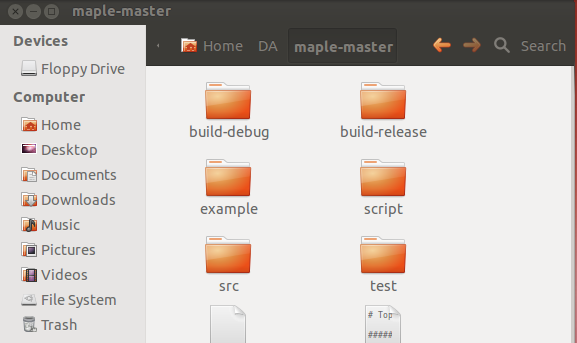 maple-master
Devices
Floppy Drive
Computer
Home
Desktop
Documents
Downloads
Music
Pictures
Videos
File System
Trash
Home DA maple-master Search
build-debug build-release
example script
src test
# Top
#####